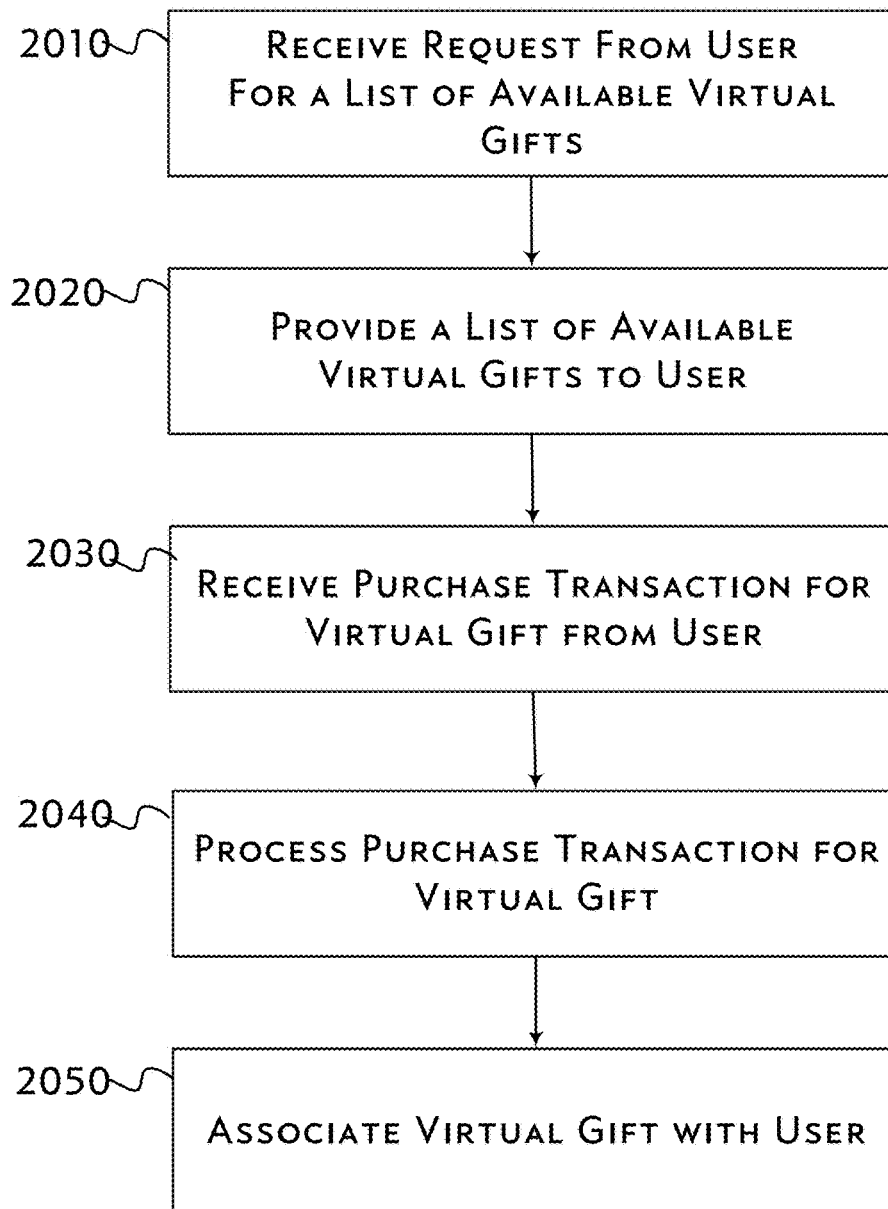 2010
Receive Request From User
For a List of Available Virtual
Gifts
2020
Provide a List of Available
Virtual Gifts to User
2030
Receive Purchase Transaction for
Virtual Gift from User
2040
Process Purchase Transaction for
Virtual Gift
2050
Associate Virtual Gift with User